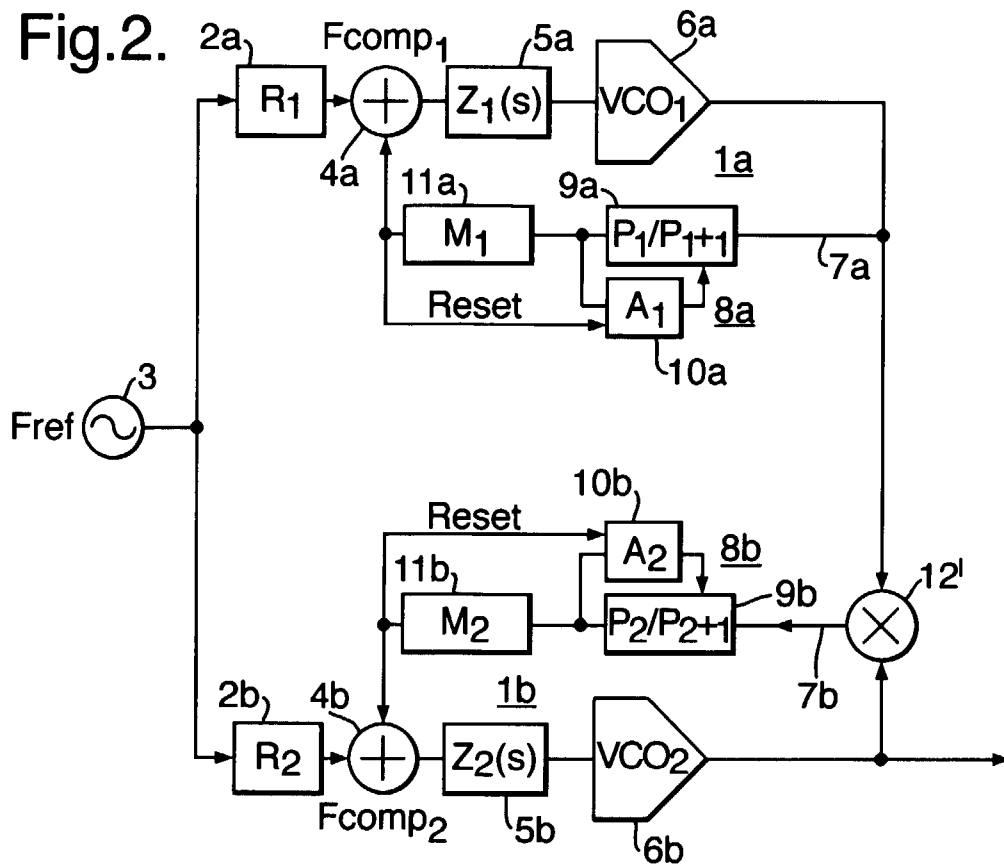 Fig.2.
2a
Fcomp₁
5a
6a
R₁
Z₁(s)
VCO₁
4a
1a
11a
9a
M₁
P₁/P₁+1
7a
Reset
A₁
8a
10a
3
Fref
10b
Reset
A₂
8b
11b
9b
12'
M₂
P₂/P₂+1
7b
2b
4b
1b
R₂
Z₂(s)
VCO₂
Fcomp₂
5b
6b